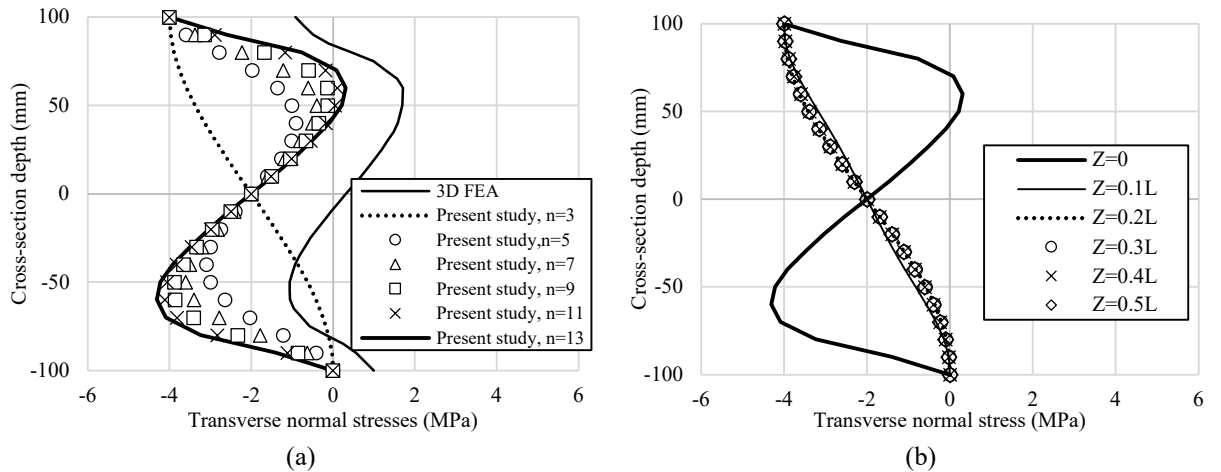 100
50
0
-50
-100
Cross-section depth (mm)
-6 -4 -2 0 2 4 6
Transverse normal stresses (MPa)
3D FEA
Present study, n=3
Present study,n=5
Present study, n=7
Present study, n=9
Present study, n=11
Present study, n=13
(a)
100
50
0
-50
-100
Cross-section depth (mm)
-6 -4 -2 0 2 4 6
Transverse normal stress (MPa)
Z=0
Z=0.1L
Z=0.2L
Z=0.3L
Z=0.4L
Z=0.5L
(b)